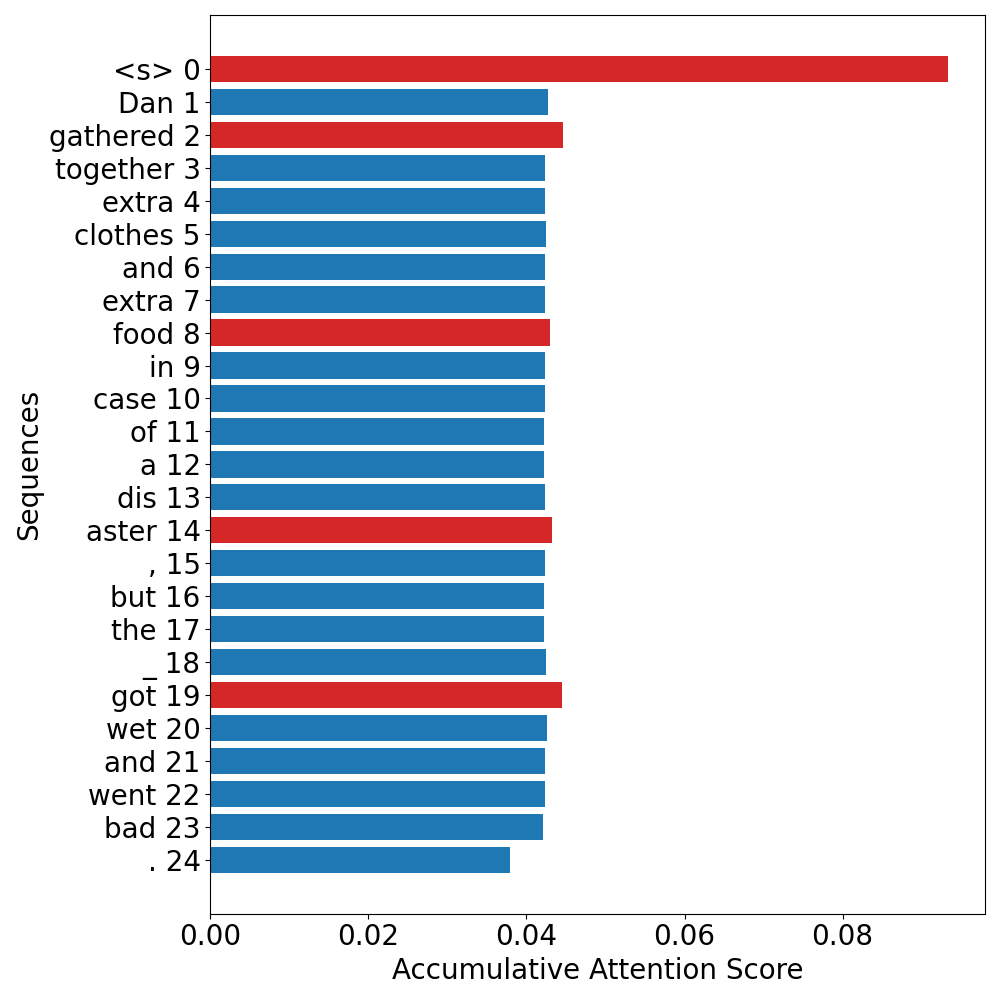 <s> 0
Dan 1
gathered 2
together 3
extra 4
clothes 5
and 6
extra 7
food 8
in 9
case 10
of 11
a 12
dis 13
aster 14
, 15
but 16
the 17
_ 18
got 19
wet 20
and 21
went 22
bad 23
. 24
Sequences
0.00 0.02 0.04 0.06 0.08
Accumulative Attention Score